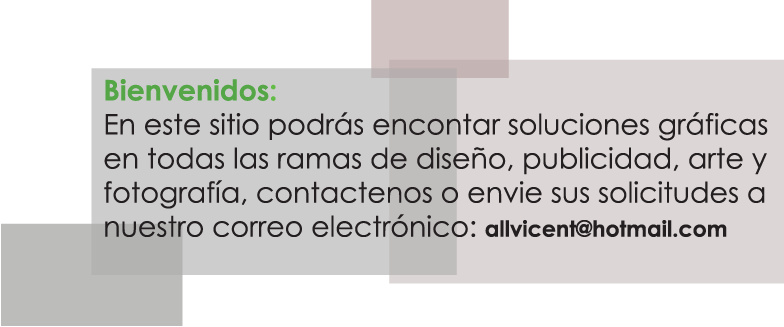 Bienvenidos:
En este sitio podrás encontar soluciones gráficas
en todas las ramas de diseño, publicidad, arte y
fotografía, contactenos o envie sus solicitudes a
nuestro correo electrónico: allvicent@hotmail.com